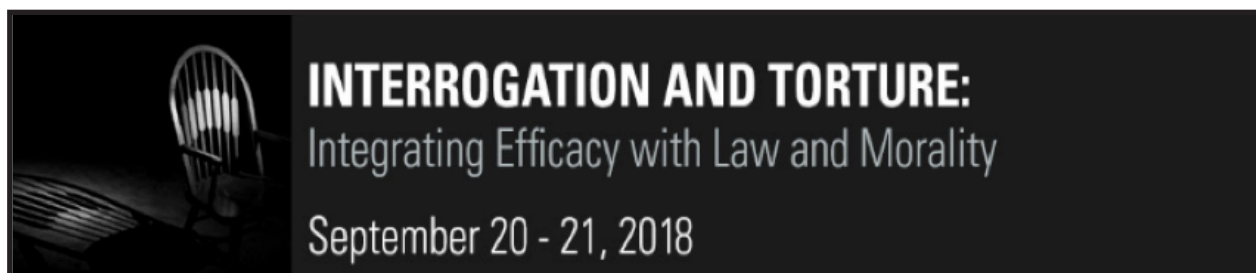 INTERROGATION AND TORTURE:
Integrating Efficacy with Law and Morality
September 20 - 21, 2018